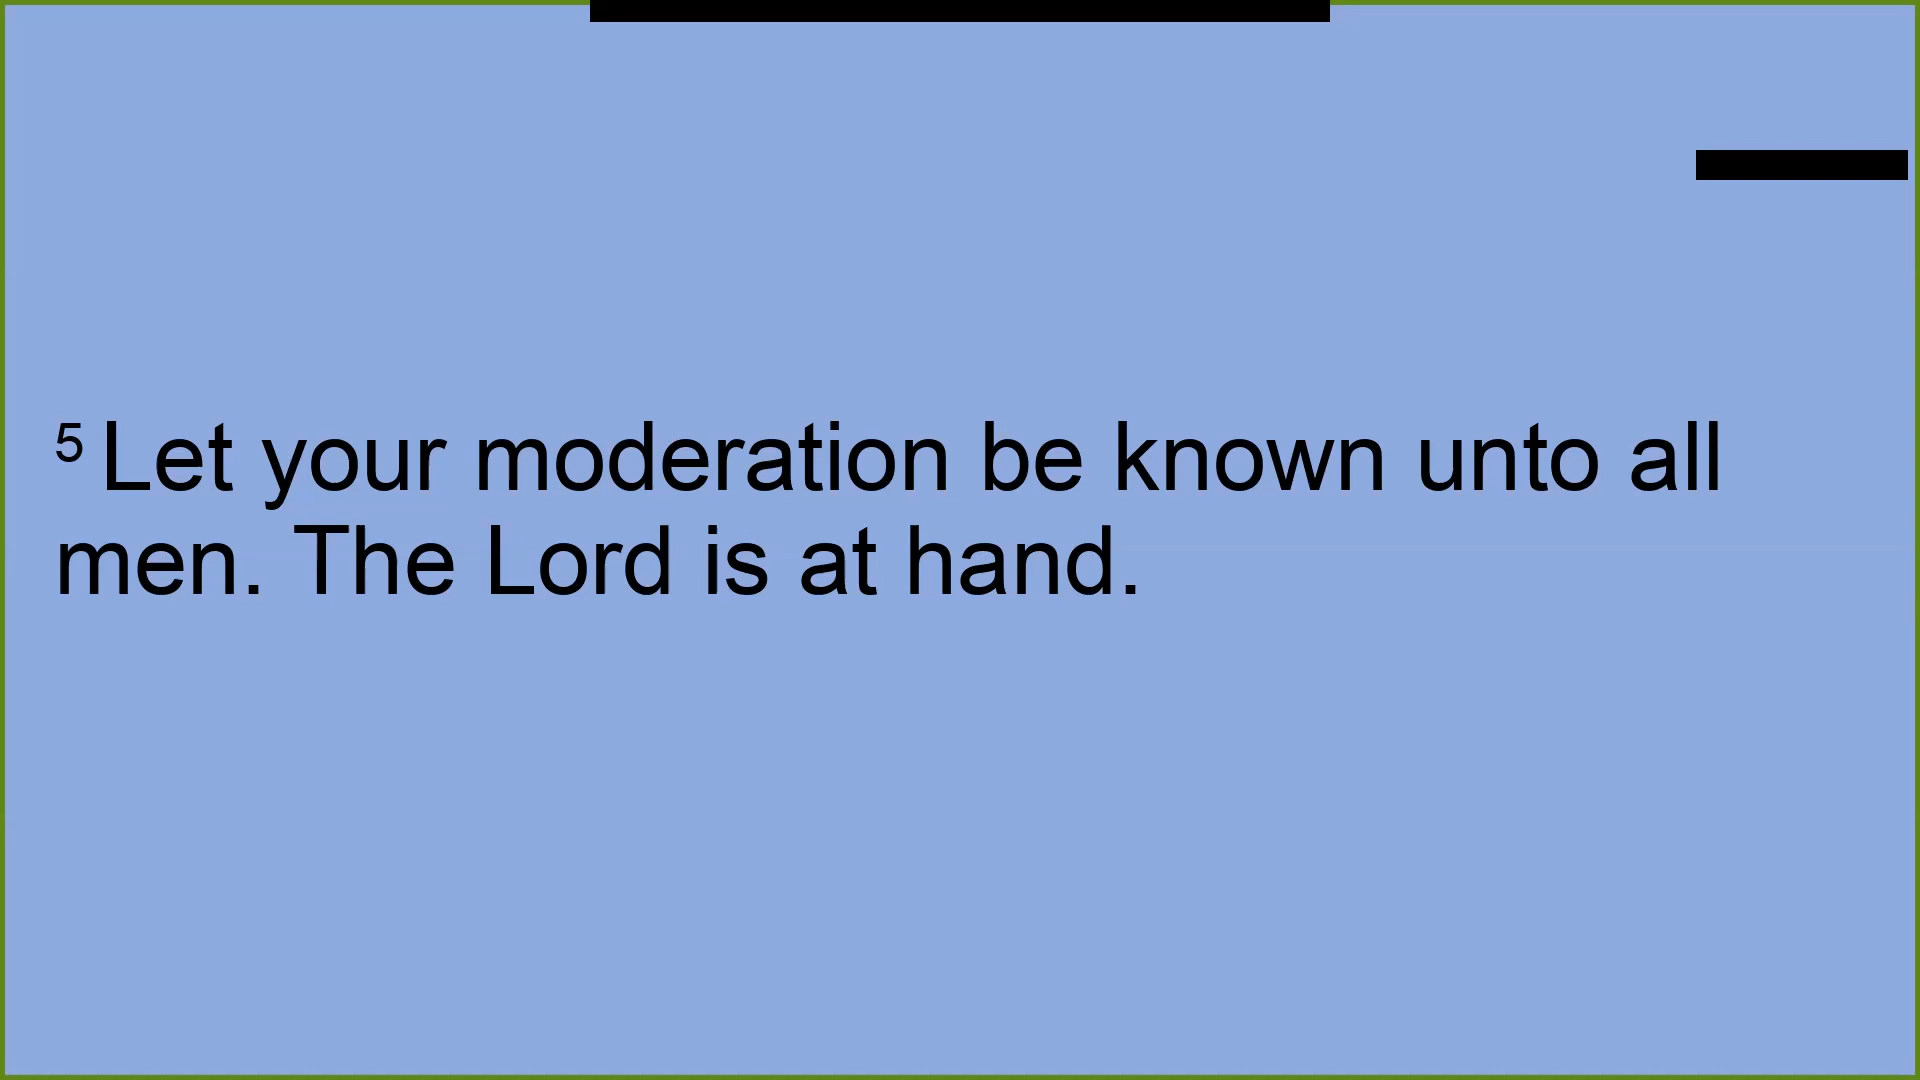 5 Let your moderation be known unto all
men. The Lord is at hand.